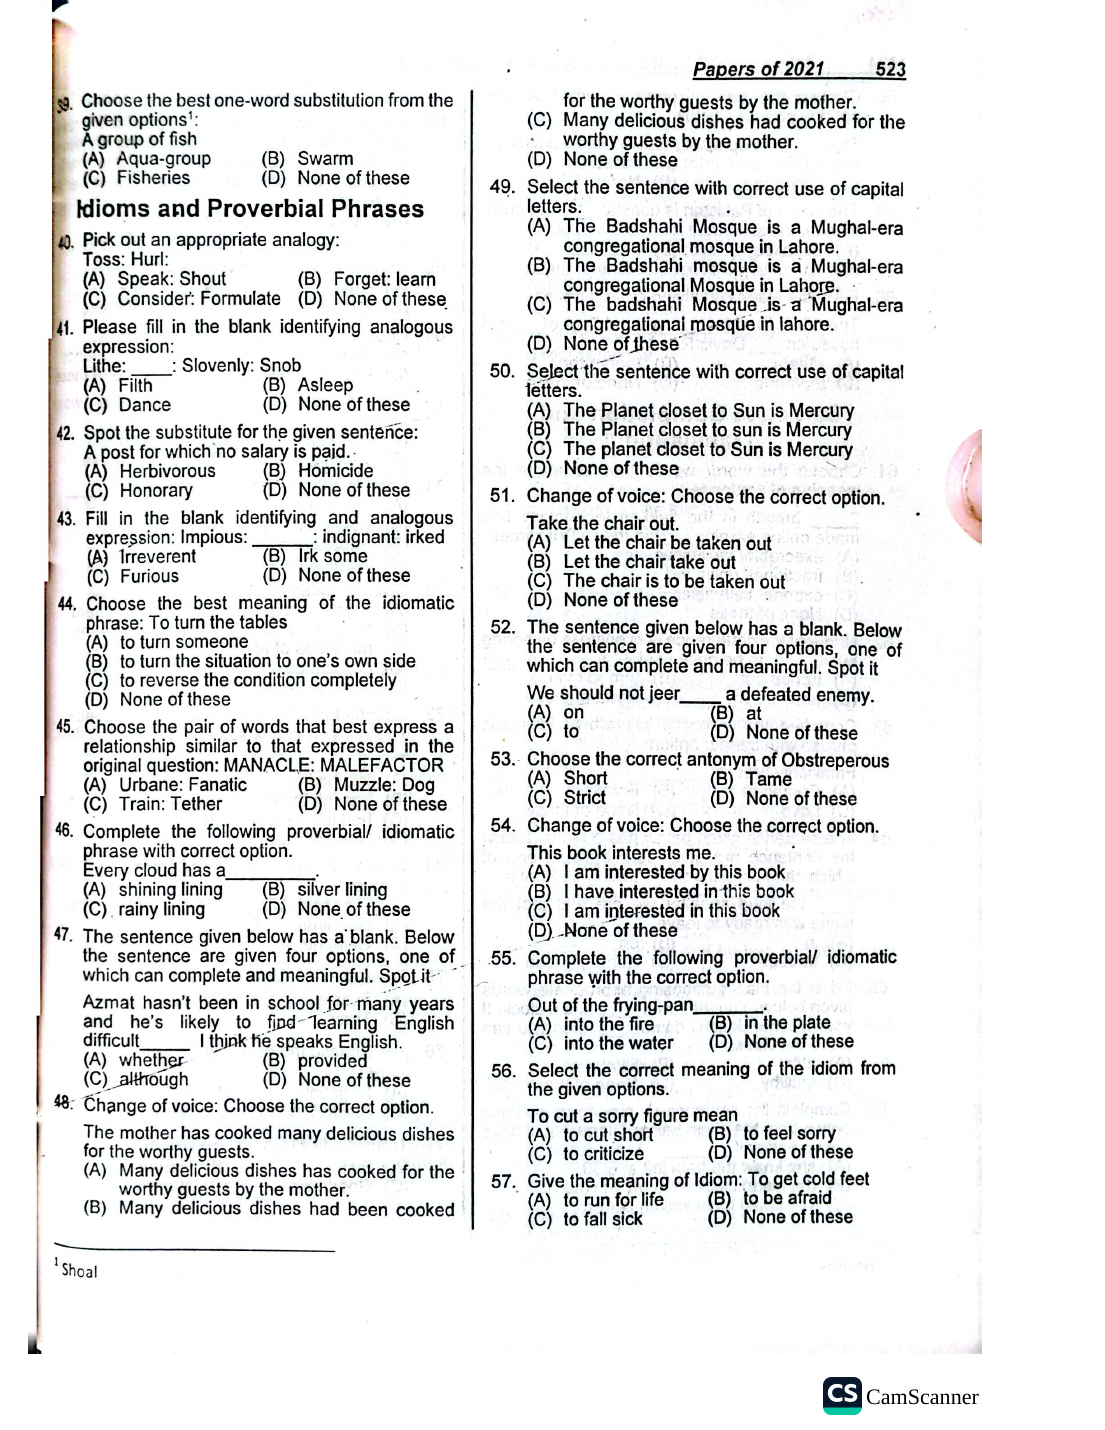 Papers of 2021 523
39. Choose the best one-word substitution from the
given options¹:
A group of fish
(A) Aqua-group (B) Swarm
(C) Fisheries (D) None of these
Idioms and Proverbial Phrases
40. Pick out an appropriate analogy:
Toss: Hurl:
(A) Speak: Shout (B) Forget: learn
(C) Consider: Formulate (D) None of these
41. Please fill in the blank identifying analogous
expression:
Lithe: ____: Slovenly: Snob
(A) Filth (B) Asleep
(C) Dance (D) None of these
42. Spot the substitute for the given sentence:
A post for which no salary is paid.
(A) Herbivorous (B) Homicide
(C) Honorary (D) None of these
43. Fill in the blank identifying and analogous
expression: Impious: ______: indignant: irked
(A) Irreverent (B) Irk some
(C) Furious (D) None of these
44. Choose the best meaning of the idiomatic
phrase: To turn the tables
(A) to turn someone
(B) to turn the situation to one's own side
(C) to reverse the condition completely
(D) None of these
45. Choose the pair of words that best express a
relationship similar to that expressed in the
original question: MANACLE: MALEFACTOR
(A) Urbane: Fanatic (B) Muzzle: Dog
(C) Train: Tether (D) None of these
46. Complete the following proverbial/ idiomatic
phrase with correct option.
Every cloud has a_________.
(A) shining lining (B) silver lining
(C) rainy lining (D) None of these
47. The sentence given below has a blank. Below
the sentence are given four options, one of
which can complete and meaningful. Spot it
Azmat hasn't been in school for many years
and he's likely to find learning English
difficult_____ I think he speaks English.
(A) whether (B) provided
(C) although (D) None of these
48. Change of voice: Choose the correct option.
The mother has cooked many delicious dishes
for the worthy guests.
(A) Many delicious dishes has cooked for the
worthy guests by the mother.
(B) Many delicious dishes had been cooked
for the worthy guests by the mother.
(C) Many delicious dishes had cooked for the
worthy guests by the mother.
(D) None of these
49. Select the sentence with correct use of capital
letters.
(A) The Badshahi Mosque is a Mughal-era
congregational mosque in Lahore.
(B) The Badshahi mosque is a Mughal-era
congregational Mosque in Lahore.
(C) The badshahi Mosque is a Mughal-era
congregational mosque in lahore.
(D) None of these
50. Select the sentence with correct use of capital
letters.
(A) The Planet closet to Sun is Mercury
(B) The Planet closet to sun is Mercury
(C) The planet closet to Sun is Mercury
(D) None of these
51. Change of voice: Choose the correct option.
Take the chair out.
(A) Let the chair be taken out
(B) Let the chair take out
(C) The chair is to be taken out
(D) None of these
52. The sentence given below has a blank. Below
the sentence are given four options, one of
which can complete and meaningful. Spot it
We should not jeer____ a defeated enemy.
(A) on (B) at
(C) to (D) None of these
53. Choose the correct antonym of Obstreperous
(A) Short (B) Tame
(C) Strict (D) None of these
54. Change of voice: Choose the correct option.
This book interests me.
(A) I am interested by this book
(B) I have interested in this book
(C) I am interested in this book
(D) None of these
55. Complete the following proverbial/ idiomatic
phrase with the correct option.
Out of the frying-pan_______.
(A) into the fire (B) in the plate
(C) into the water (D) None of these
56. Select the correct meaning of the idiom from
the given options.
To cut a sorry figure mean
(A) to cut short (B) to feel sorry
(C) to criticize (D) None of these
57. Give the meaning of Idiom: To get cold feet
(A) to run for life (B) to be afraid
(C) to fall sick (D) None of these
¹ Shoal
CS CamScanner